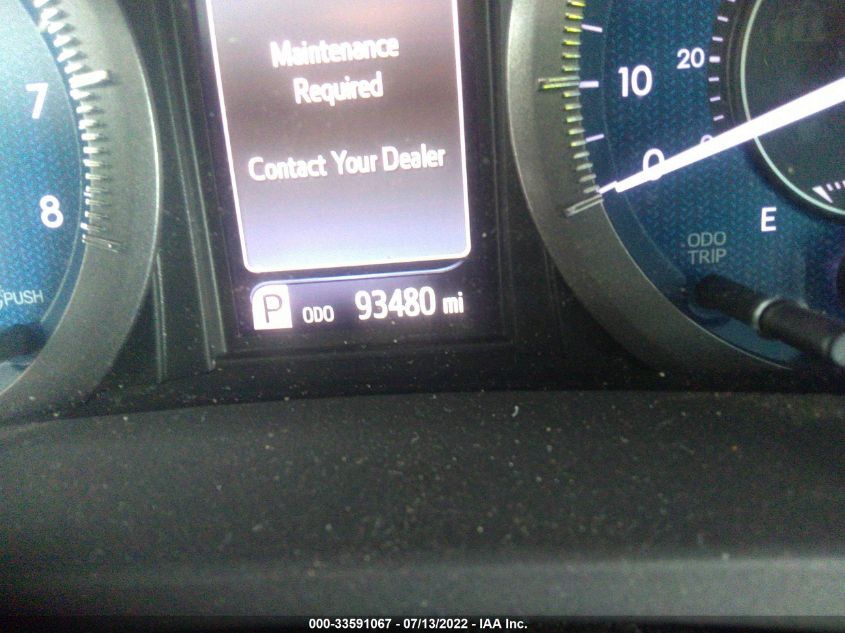 Maintenance
Required
Contact Your Dealer
P ODO 93480 mi
7
8
PUSH
10
20
0
0
E
ODO
TRIP
000-33591067 - 07/13/2022 - IAA Inc.